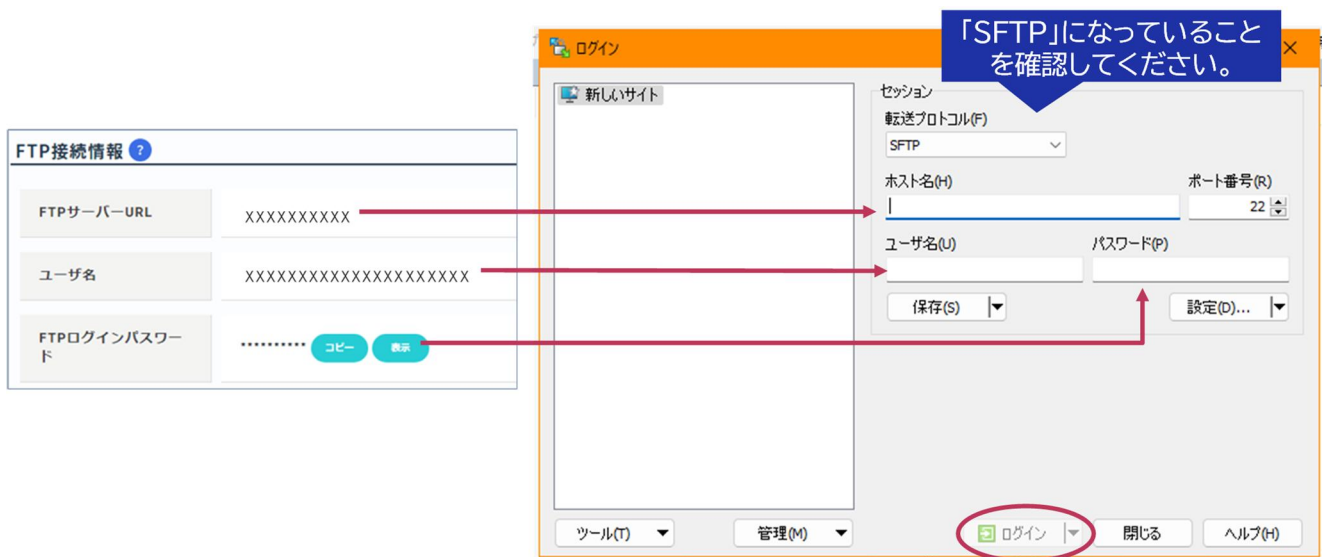 「SFTP」になっていること
を確認してください。
ログイン
新しいサイト
セッション
転送プロトコル(F)
SFTP
ホスト名(H)
ポート番号(R)
22
ユーザ名(U)
パスワード(P)
保存(S)
設定(D)...
ツール(T)
管理(M)
ログイン
閉じる
ヘルプ(H)
FTP接続情報 ?
FTPサーバーURL
XXXXXXXXXX
ユーザ名
XXXXXXXXXXXXXXXXXXXXX
FTPログインパスワー
ド
••••••••••
コピー
表示